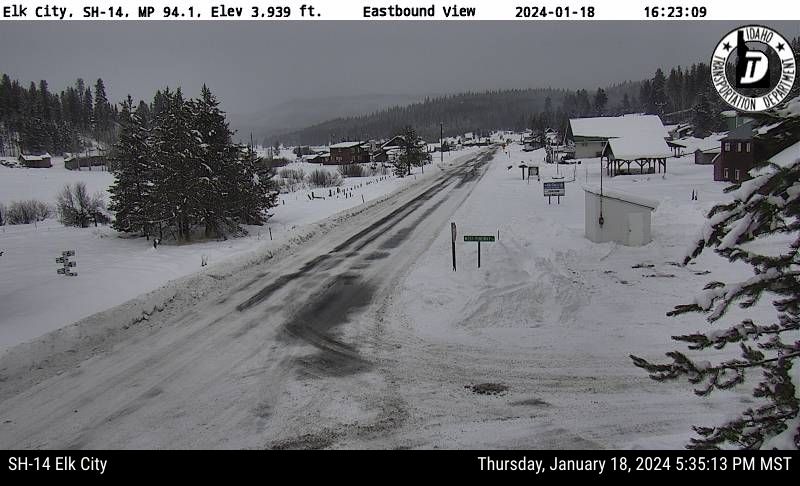 Elk City, SH-14, MP 94.1, Elev 3,939 ft. Eastbound View 2024-01-18 16:23:09
IDAHO
TRANSPORTATION DEPARTMENT
SH-14 Elk City Thursday, January 18, 2024 5:35:13 PM MST